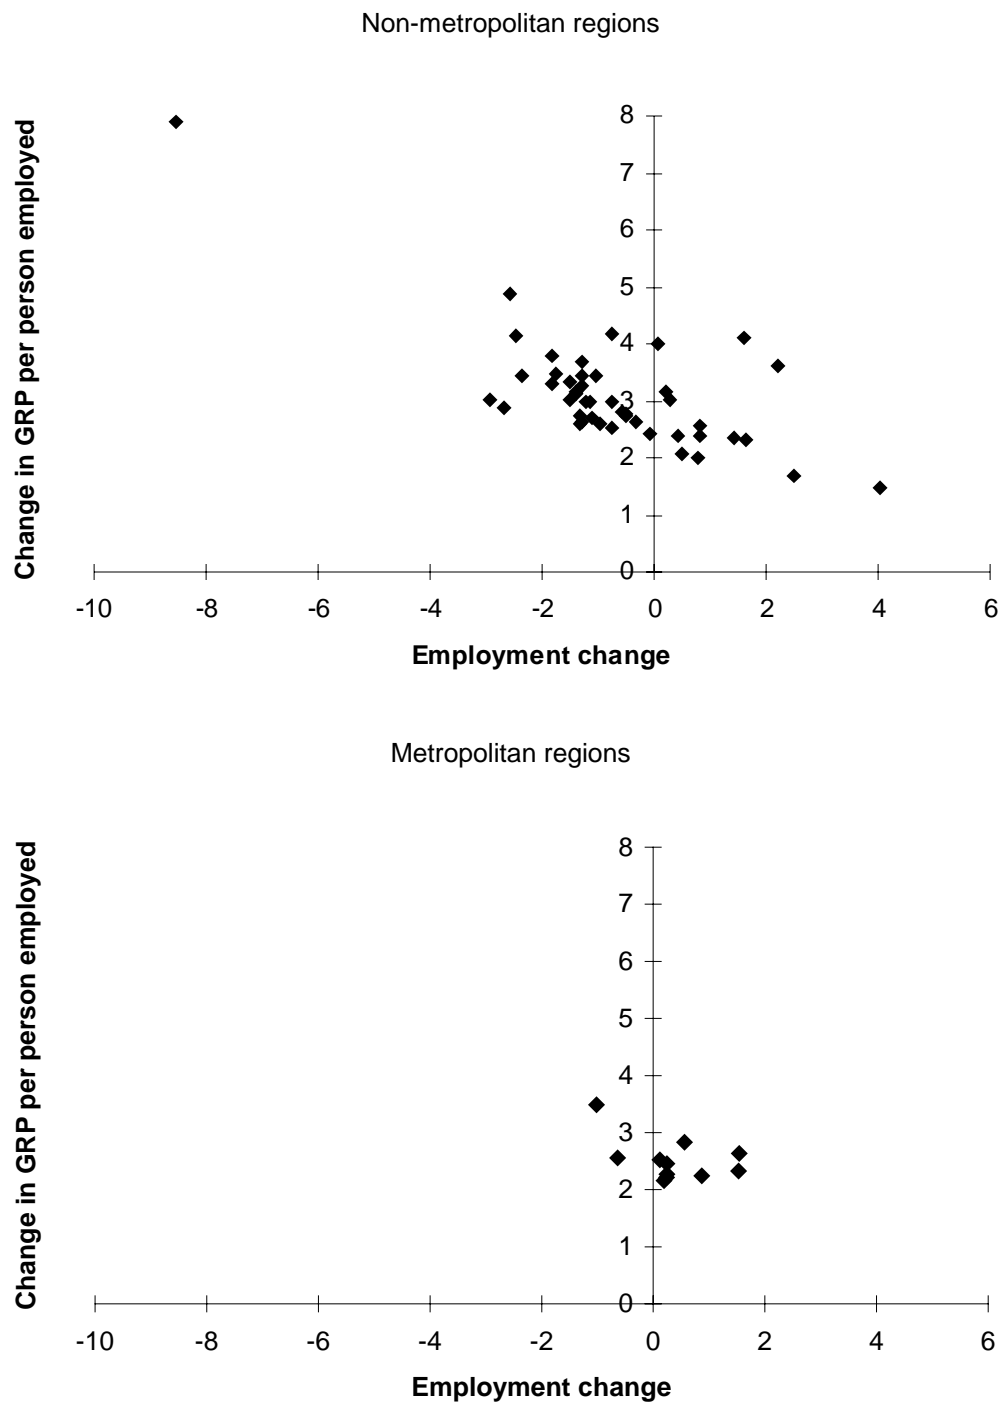 Non-metropolitan regions
Change in GRP per person employed
8
7
6
5
4
3
2
1
0
-10 -8 -6 -4 -2 0 2 4 6
Employment change
Metropolitan regions
Change in GRP per person employed
8
7
6
5
4
3
2
1
0
-10 -8 -6 -4 -2 0 2 4 6
Employment change